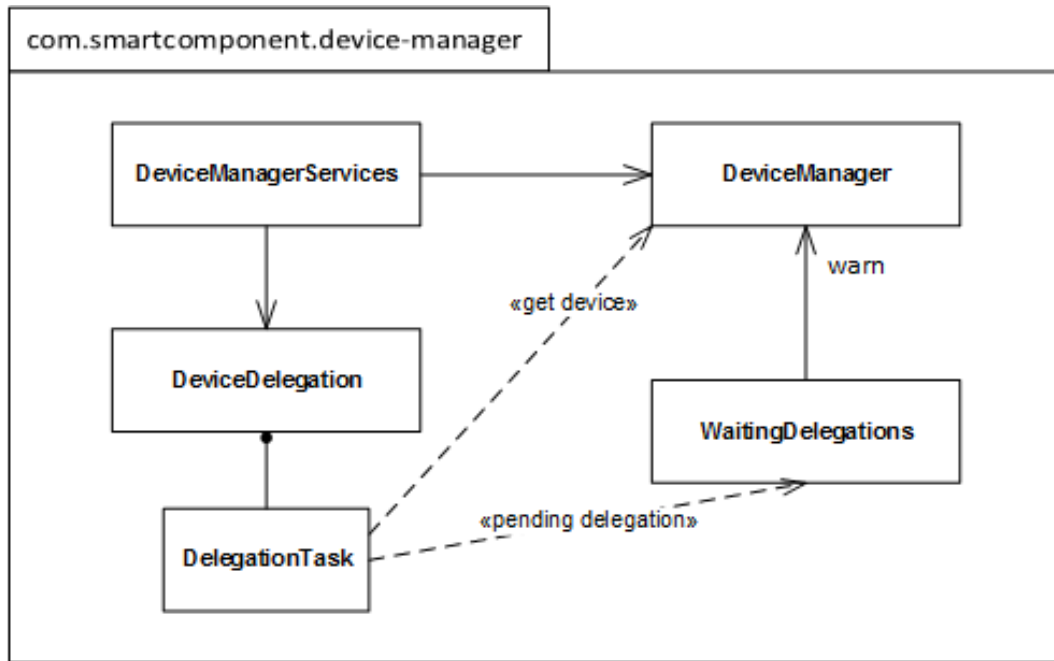 com.smartcomponent.device-manager
DeviceManagerServices
DeviceManager
warn
«get device»
DeviceDelegation
WaitingDelegations
«pending delegation»
DelegationTask